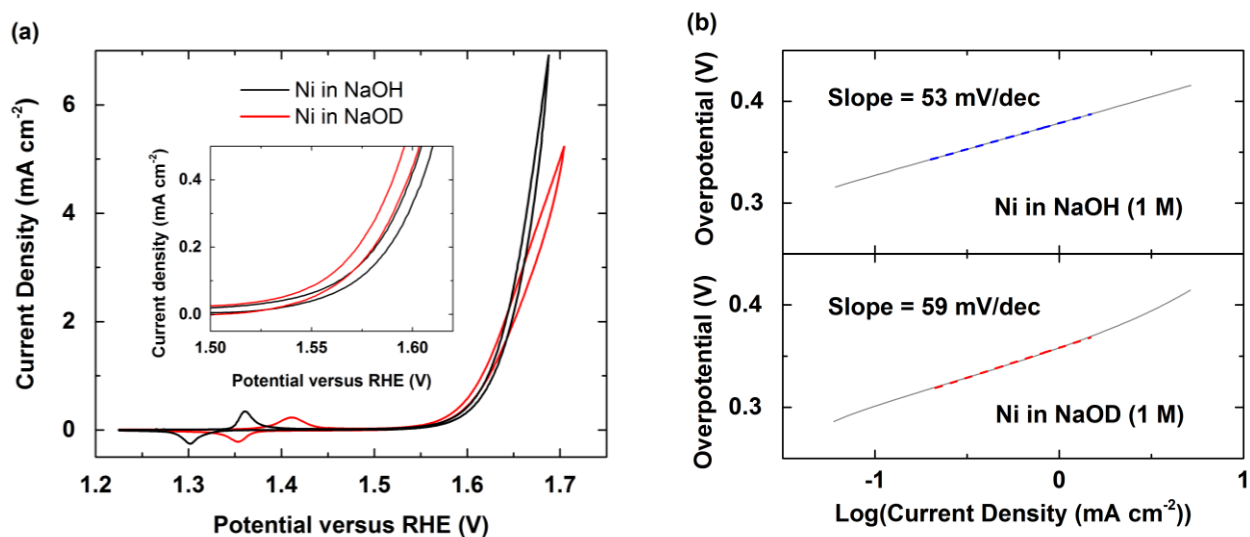 (a)
Current Density (mA cm⁻²)
7
6
4
2
0
Ni in NaOH
Ni in NaOD
Current density (mA cm⁻²)
0.4
0.2
0.0
1.50
1.55
1.60
Potential versus RHE (V)
1.2
1.3
1.4
1.5
1.6
1.7
Potential versus RHE (V)
(b)
Overpotential (V)
0.4
0.3
Slope = 53 mV/dec
Ni in NaOH (1 M)
Overpotential (V)
0.4
0.3
Slope = 59 mV/dec
Ni in NaOD (1 M)
-1
0
1
Log(Current Density (mA cm⁻²))